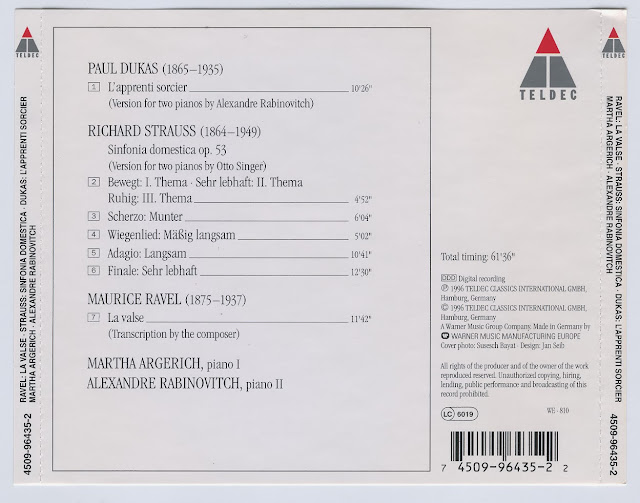 PAUL DUKAS (1865–1935)
1 L'apprenti sorcier 10'26"
(Version for two pianos by Alexandre Rabinovitch)
RICHARD STRAUSS (1864–1949)
Sinfonia domestica op. 53
(Version for two pianos by Otto Singer)
2 Bewegt: I. Thema · Sehr lebhaft: II. Thema
Ruhig: III. Thema 4'52"
3 Scherzo: Munter 6'04"
4 Wiegenlied: Mäßig langsam 5'02"
5 Adagio: Langsam 10'41"
6 Finale: Sehr lebhaft 12'30"
MAURICE RAVEL (1875–1937)
7 La valse 11'42"
(Transcription by the composer)
MARTHA ARGERICH, piano I
ALEXANDRE RABINOVITCH, piano II
TELDEC
Total timing: 61'36"
DDD Digital recording
℗ 1996 TELDEC CLASSICS INTERNATIONAL GMBH,
Hamburg, Germany
© 1996 TELDEC CLASSICS INTERNATIONAL GMBH,
Hamburg, Germany
A Warner Music Group Company. Made in Germany by
WARNER MUSIC MANUFACTURING EUROPE
Cover photo: Susesch Bayat · Design: Jan Seib
All rights of the producer and of the owner of the work
reproduced reserved. Unauthorized copying, hiring,
lending, public performance and broadcasting of this
record prohibited.
LC 6019
WE - 810
7 4509-96435-2 2
TELDEC
RAVEL: LA VALSE · STRAUSS: SINFONIA DOMESTICA · DUKAS: L'APPRENTI SORCIER
MARTHA ARGERICH · ALEXANDRE RABINOVITCH
4509-96435-2
TELDEC
RAVEL: LA VALSE · STRAUSS: SINFONIA DOMESTICA · DUKAS: L'APPRENTI SORCIER
MARTHA ARGERICH · ALEXANDRE RABINOVITCH
4509-96435-2